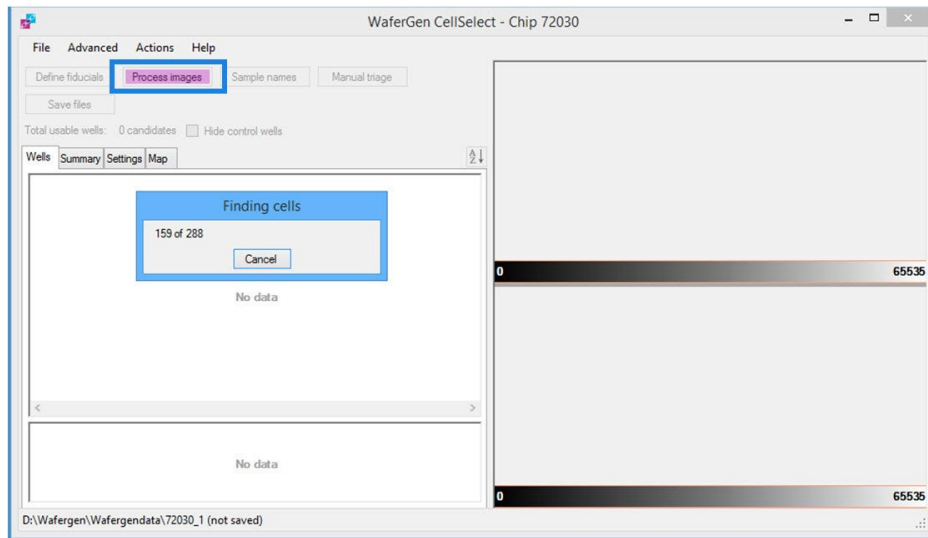 WaferGen CellSelect - Chip 72030
File Advanced Actions Help
Define fiducials Process images Sample names Manual triage
Save files
Total usable wells: 0 candidates Hide control wells
Wells Summary Settings Map
Finding cells
159 of 288
Cancel
No data
0 65535
No data
0 65535
D:\Wafergen\Wafergendata\72030_1 (not saved)